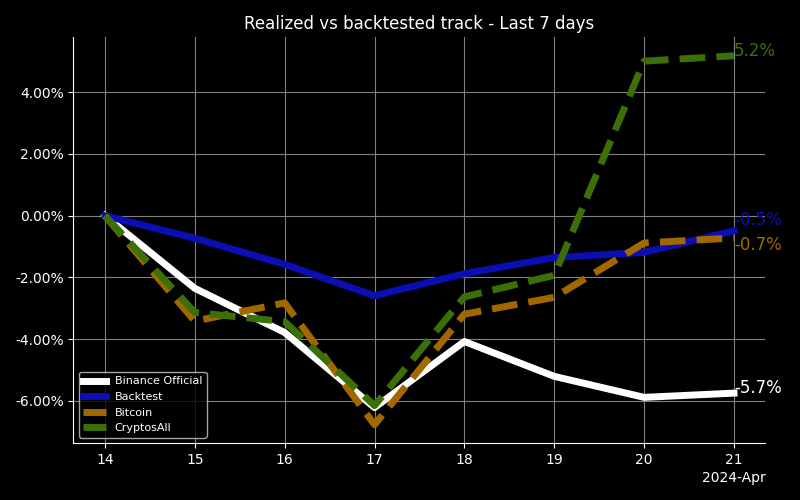 Realized vs backtested track - Last 7 days
5.2%
4.00%
2.00%
0.00%
-0.5%
-0.7%
-2.00%
-4.00%
-5.7%
-6.00%
Binance Official
Backtest
Bitcoin
CryptosAll
14 15 16 17 18 19 20 21
2024-Apr